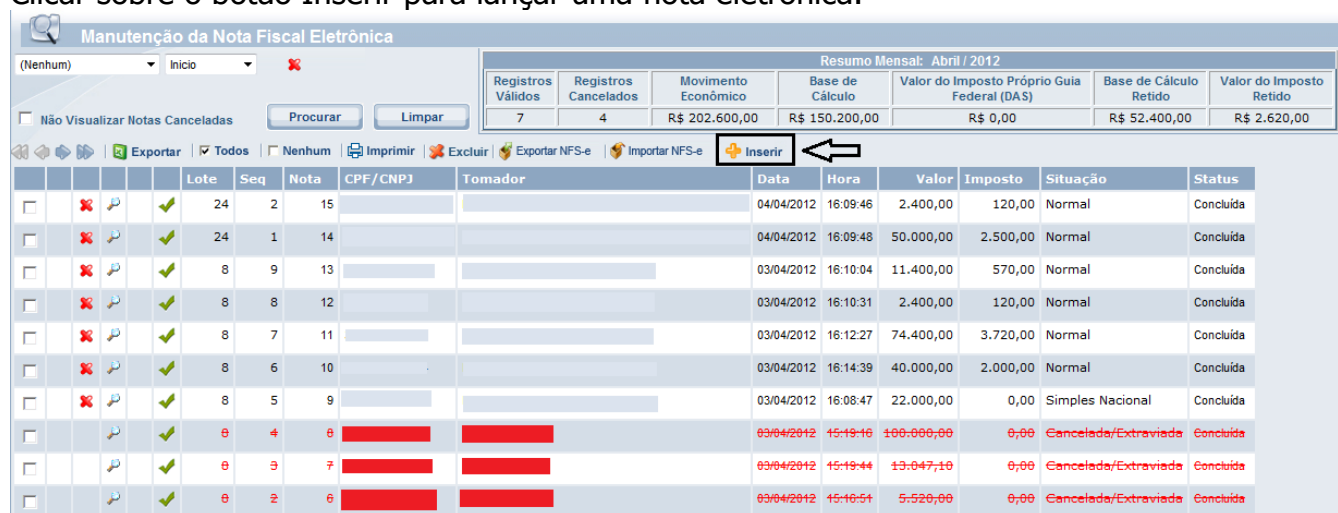 Clicar sobre o botão Inserir para lançar uma nota eletrônica.
Manutenção da Nota Fiscal Eletrônica
(Nenhum) Inicio
Resumo Mensal: Abril / 2012
Registros Válidos Registros Cancelados Movimento Econômico Base de Cálculo Valor do Imposto Próprio Guia Federal (DAS) Base de Cálculo Retido Valor do Imposto Retido
7 4 R$ 202.600,00 R$ 150.200,00 R$ 0,00 R$ 52.400,00 R$ 2.620,00
Não Visualizar Notas Canceladas Procurar Limpar
Exportar Todos Nenhum Imprimir Excluir Exportar NFS-e Importar NFS-e Inserir
Lote Seq Nota CPF/CNPJ Tomador Data Hora Valor Imposto Situação Status
24 2 15 04/04/2012 16:09:46 2.400,00 120,00 Normal Concluída
24 1 14 04/04/2012 16:09:48 50.000,00 2.500,00 Normal Concluída
8 9 13 03/04/2012 16:10:04 11.400,00 570,00 Normal Concluída
8 8 12 03/04/2012 16:10:31 2.400,00 120,00 Normal Concluída
8 7 11 03/04/2012 16:12:27 74.400,00 3.720,00 Normal Concluída
8 6 10 03/04/2012 16:14:39 40.000,00 2.000,00 Normal Concluída
8 5 9 03/04/2012 16:08:47 22.000,00 0,00 Simples Nacional Concluída
8 4 8 03/04/2012 15:19:16 100.000,00 0,00 Cancelada/Extraviada Concluída
8 3 7 03/04/2012 15:19:44 13.047,10 0,00 Cancelada/Extraviada Concluída
8 2 6 03/04/2012 15:16:51 5.520,00 0,00 Cancelada/Extraviada Concluída